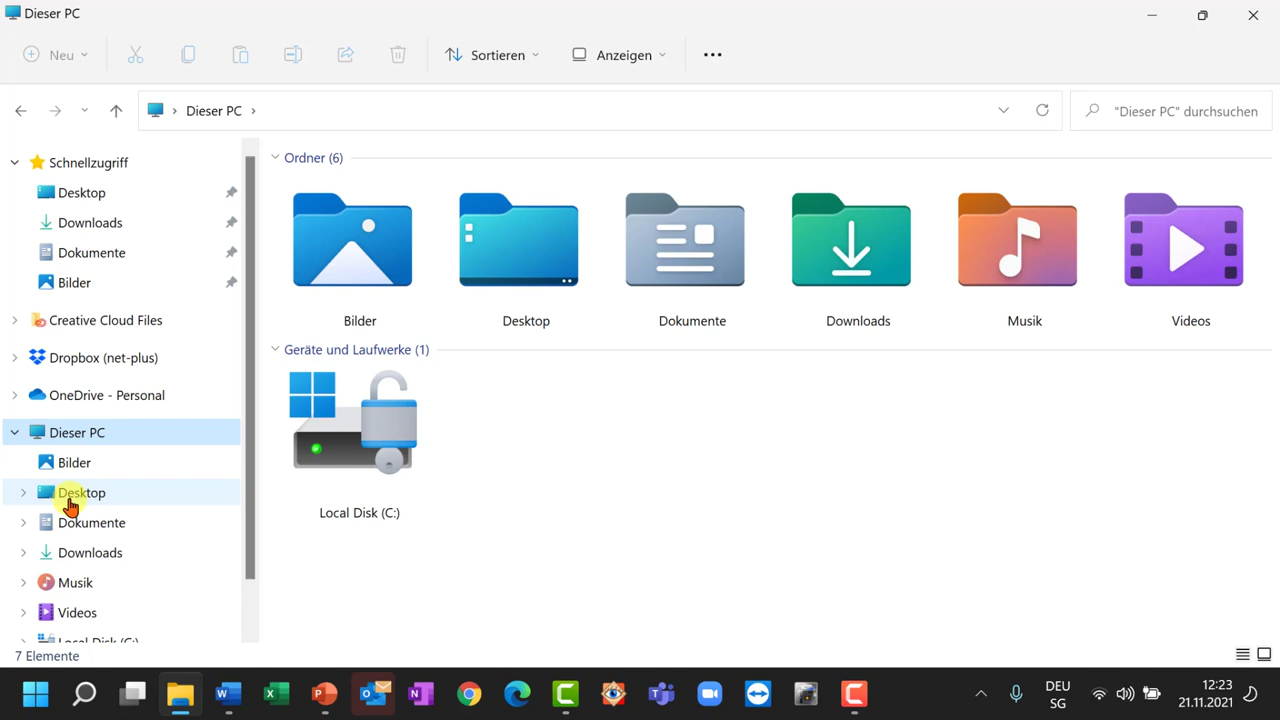 Dieser PC
Neu
Sortieren
Anzeigen
Dieser PC
"Dieser PC" durchsuchen
Schnellzugriff
Desktop
Downloads
Dokumente
Bilder
Creative Cloud Files
Dropbox (net-plus)
OneDrive - Personal
Dieser PC
Bilder
Desktop
Dokumente
Downloads
Musik
Videos
Local Disk (C:)
Ordner (6)
Bilder
Desktop
Dokumente
Downloads
Musik
Videos
Geräte und Laufwerke (1)
Local Disk (C:)
7 Elemente
DEU
SG
12:23
21.11.2021